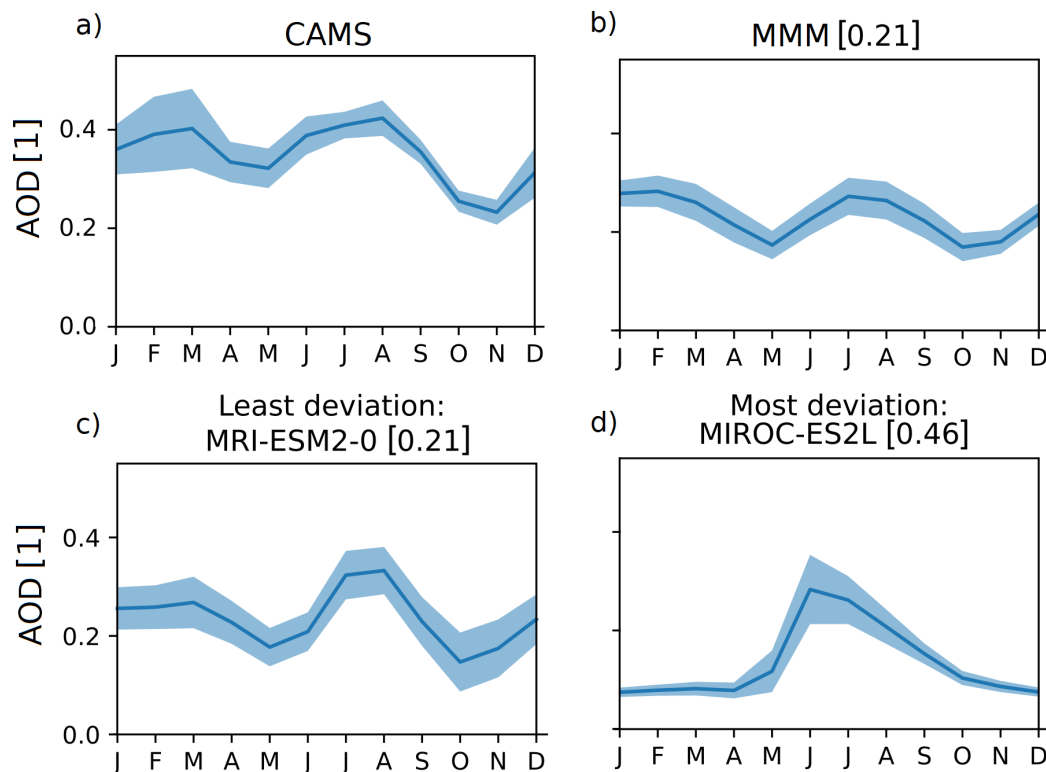 a)
CAMS
AOD [1]
0.4
0.2
0.0
J F M A M J J A S O N D
b)
MMM [0.21]
J F M A M J J A S O N D
c)
Least deviation:
MRI-ESM2-0 [0.21]
AOD [1]
0.4
0.2
0.0
J F M A M J J A S O N D
d)
Most deviation:
MIROC-ES2L [0.46]
J F M A M J J A S O N D